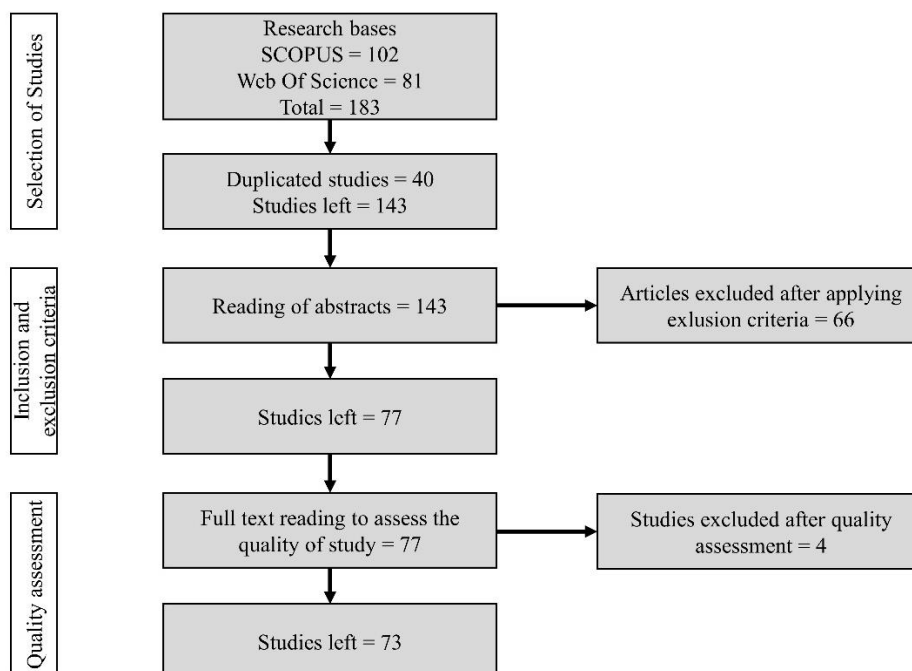 Selection of Studies
Research bases
SCOPUS = 102
Web Of Science = 81
Total = 183
Duplicated studies = 40
Studies left = 143
Inclusion and
exclusion criteria
Reading of abstracts = 143
Articles excluded after applying
exlusion criteria = 66
Studies left = 77
Quality assessment
Full text reading to assess the
quality of study = 77
Studies excluded after quality
assessment = 4
Studies left = 73